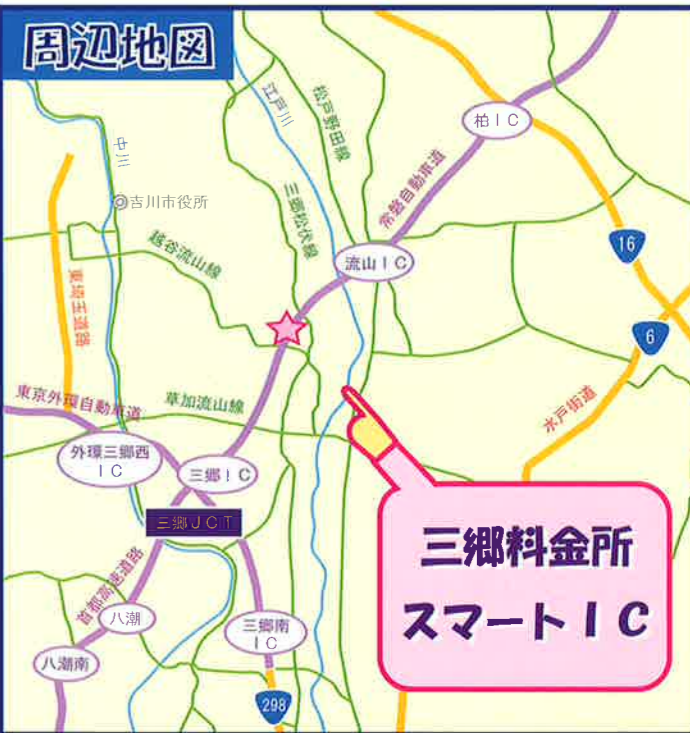 周辺地図
江戸川
松戸野田線
柏IC
中川
常磐自動車道
吉川市役所
三郷松伏線
越谷流山線
流山IC
16
東埼玉道路
6
東京外環自動車道
草加流山線
水戸街道
外環三郷西
IC
三郷IC
三郷JCT
三郷料金所
スマートIC
首都高速道路
八潮
三郷南
IC
八潮南
298